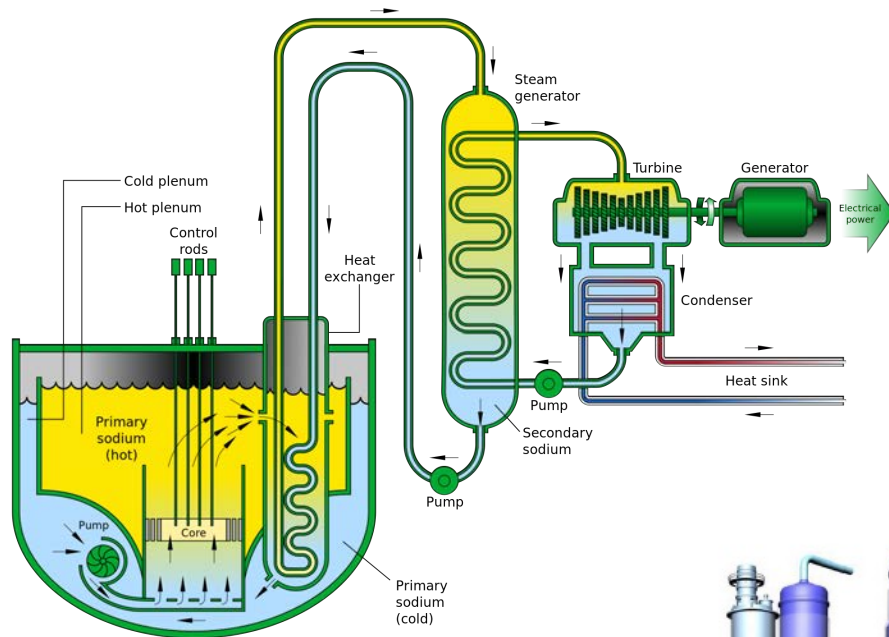 Steam
generator
Turbine
Generator
Cold plenum
Hot plenum
Electrical
power
Control
rods
Heat
exchanger
Condenser
Heat sink
Pump
Primary
sodium
(hot)
Secondary
sodium
Pump
Pump
Core
Primary
sodium
(cold)